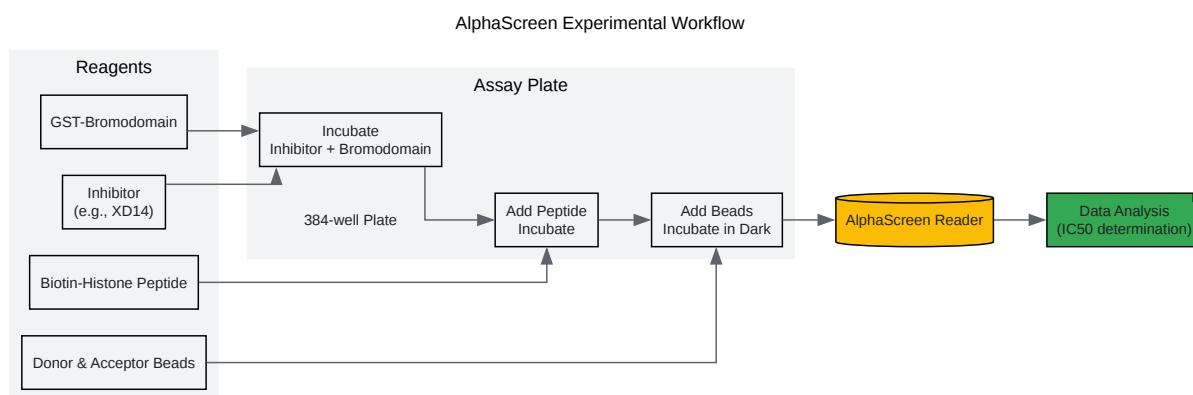 AlphaScreen Experimental Workflow
Reagents
GST-Bromodomain
Inhibitor
(e.g., XD14)
Biotin-Histone Peptide
Donor & Acceptor Beads
Assay Plate
Incubate
Inhibitor + Bromodomain
384-well Plate
Add Peptide
Incubate
Add Beads
Incubate in Dark
AlphaScreen Reader
Data Analysis
(IC50 determination)